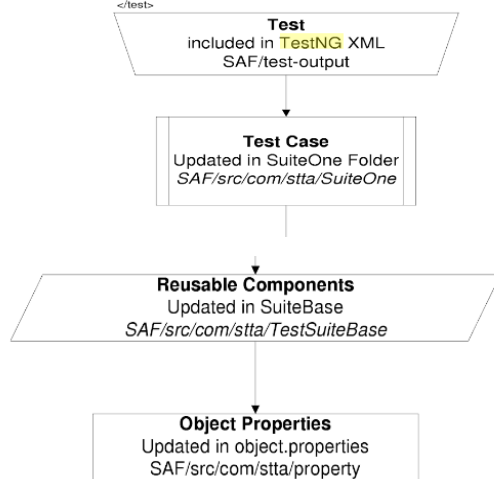 </test>
Test
included in TestNG XML
SAF/test-output
Test Case
Updated in SuiteOne Folder
SAF/src/com/stta/SuiteOne
Reusable Components
Updated in SuiteBase
SAF/src/com/stta/TestSuiteBase
Object Properties
Updated in object.properties
SAF/src/com/stta/property